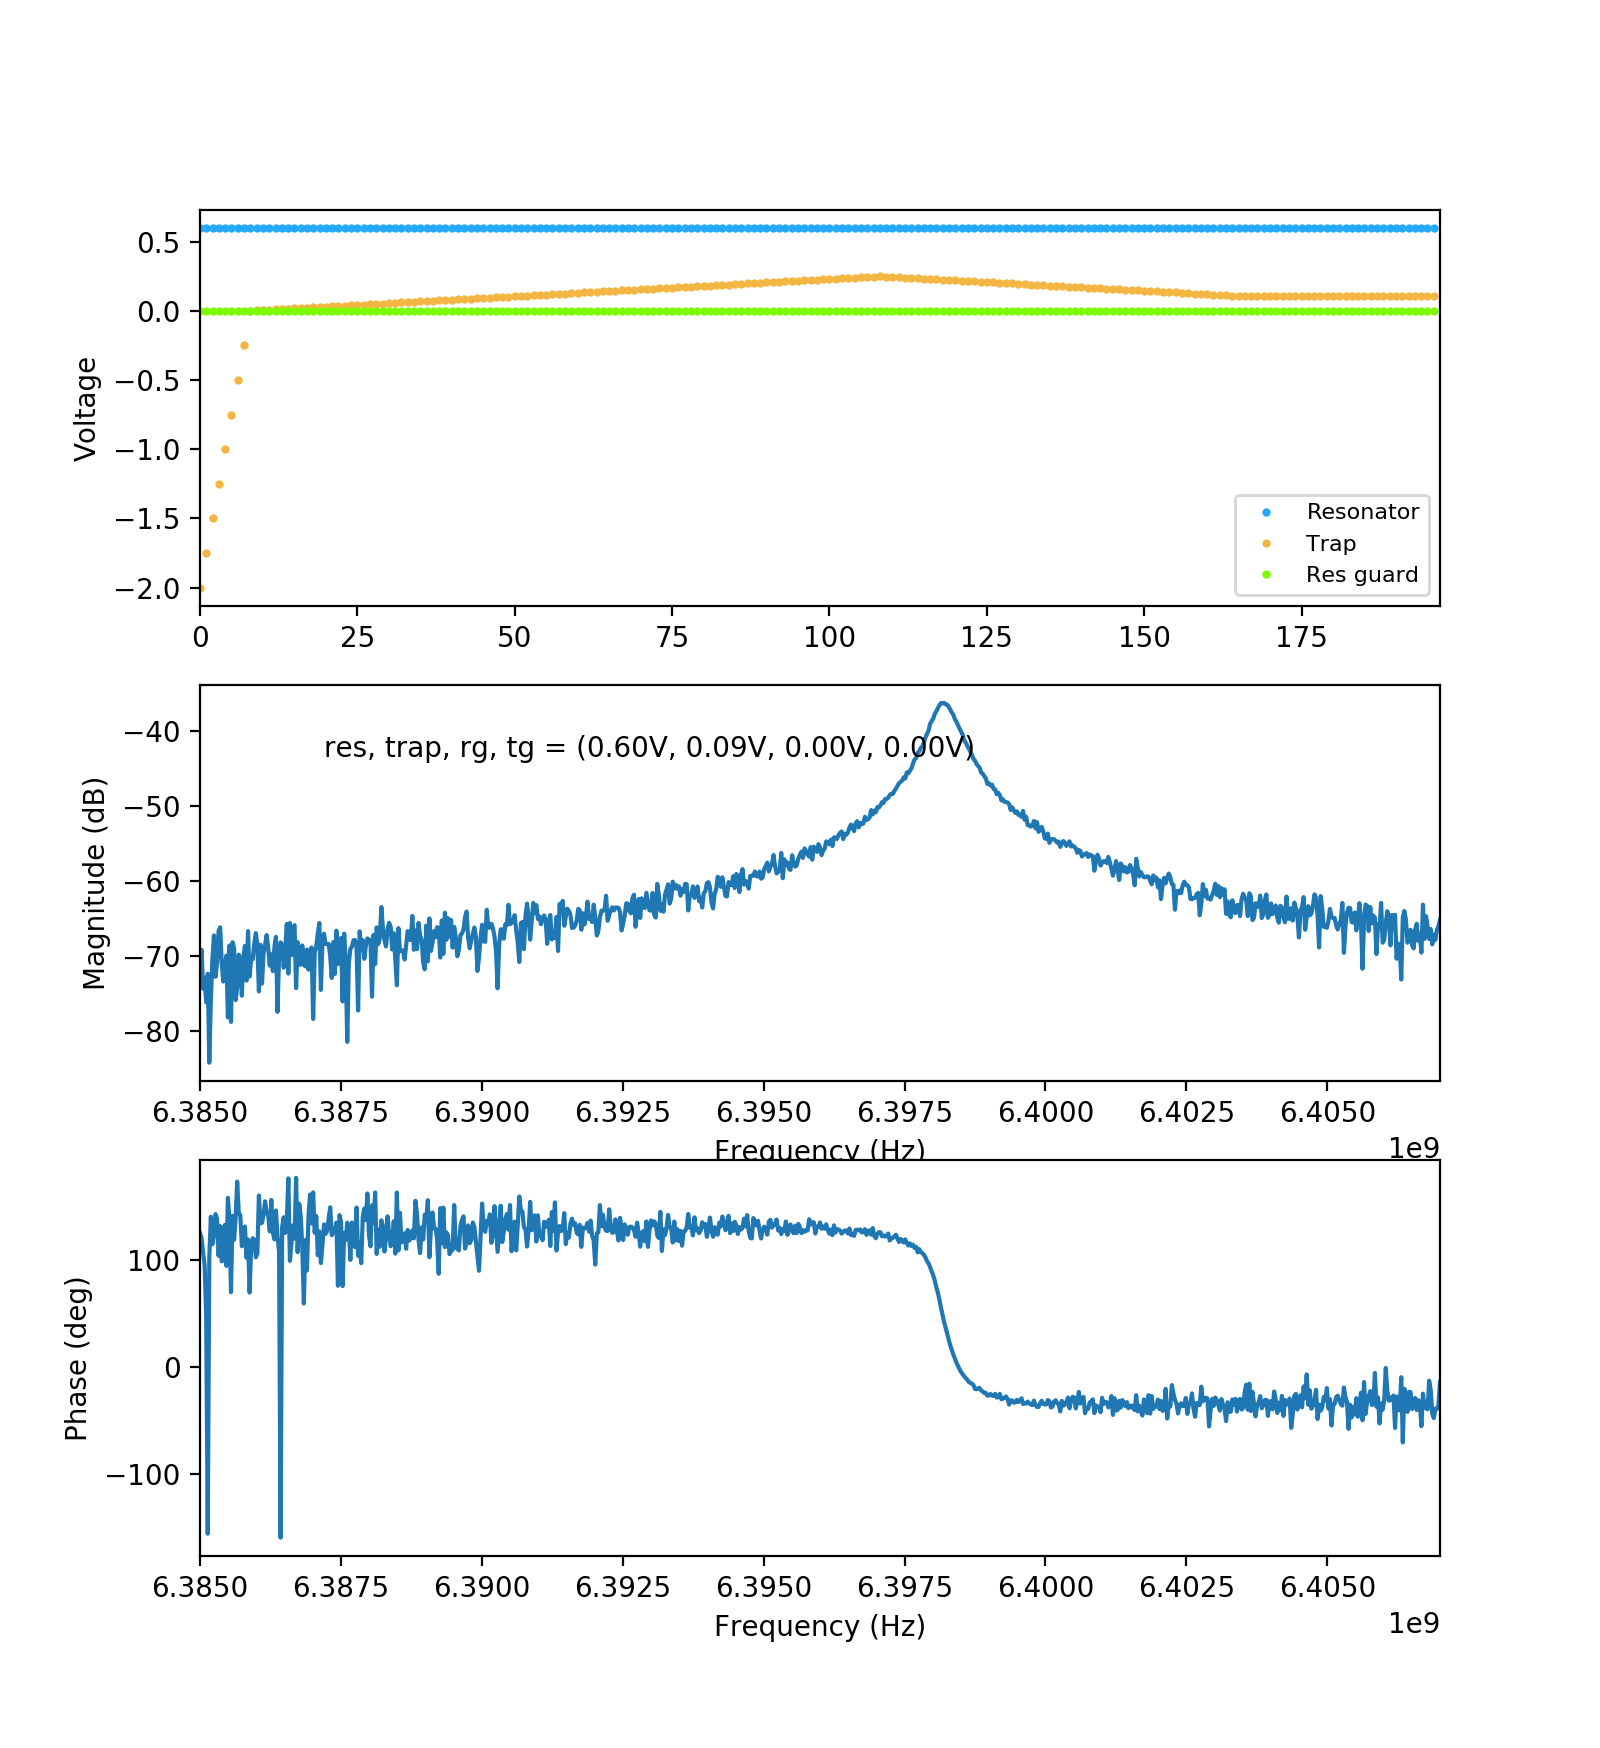 0.5
0.0
−0.5
−1.0
−1.5
−2.0
Voltage
Resonator
Trap
Res guard
0 25 50 75 100 125 150 175
res, trap, rg, tg = (0.60V, 0.09V, 0.00V, 0.00V)
−40
−50
−60
−70
−80
Magnitude (dB)
6.3850 6.3875 6.3900 6.3925 6.3950 6.3975 6.4000 6.4025 6.4050
Frequency (Hz)
1e9
100
0
−100
Phase (deg)
6.3850 6.3875 6.3900 6.3925 6.3950 6.3975 6.4000 6.4025 6.4050
Frequency (Hz)
1e9